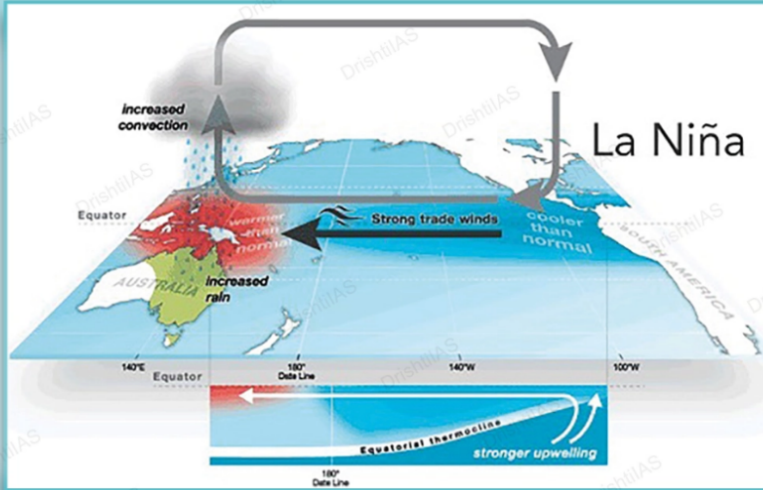 DrishtiIAS
increased
convection
La Niña
Equator
warmer
than
normal
Strong trade winds
cooler
than
normal
SOUTH AMERICA
AUSTRALIA
increased
rain
140°E
180°
Date Line
140°W
100°W
Equator
Equatorial thermocline
stronger upwelling
180°
Date Line